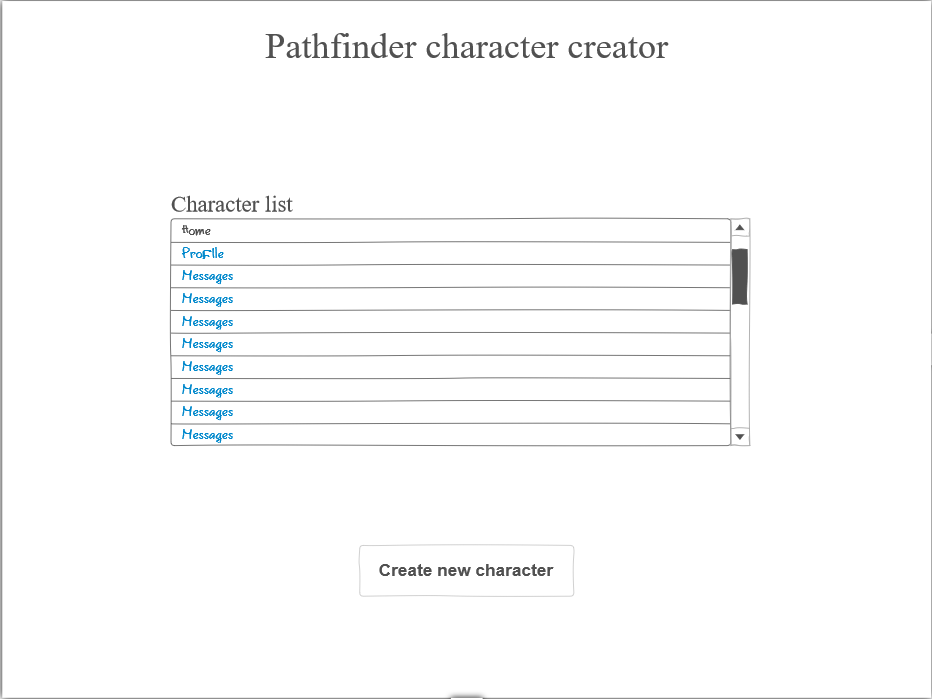 Pathfinder character creator
Character list
Home
Profile
Messages
Messages
Messages
Messages
Messages
Messages
Messages
Messages
Create new character